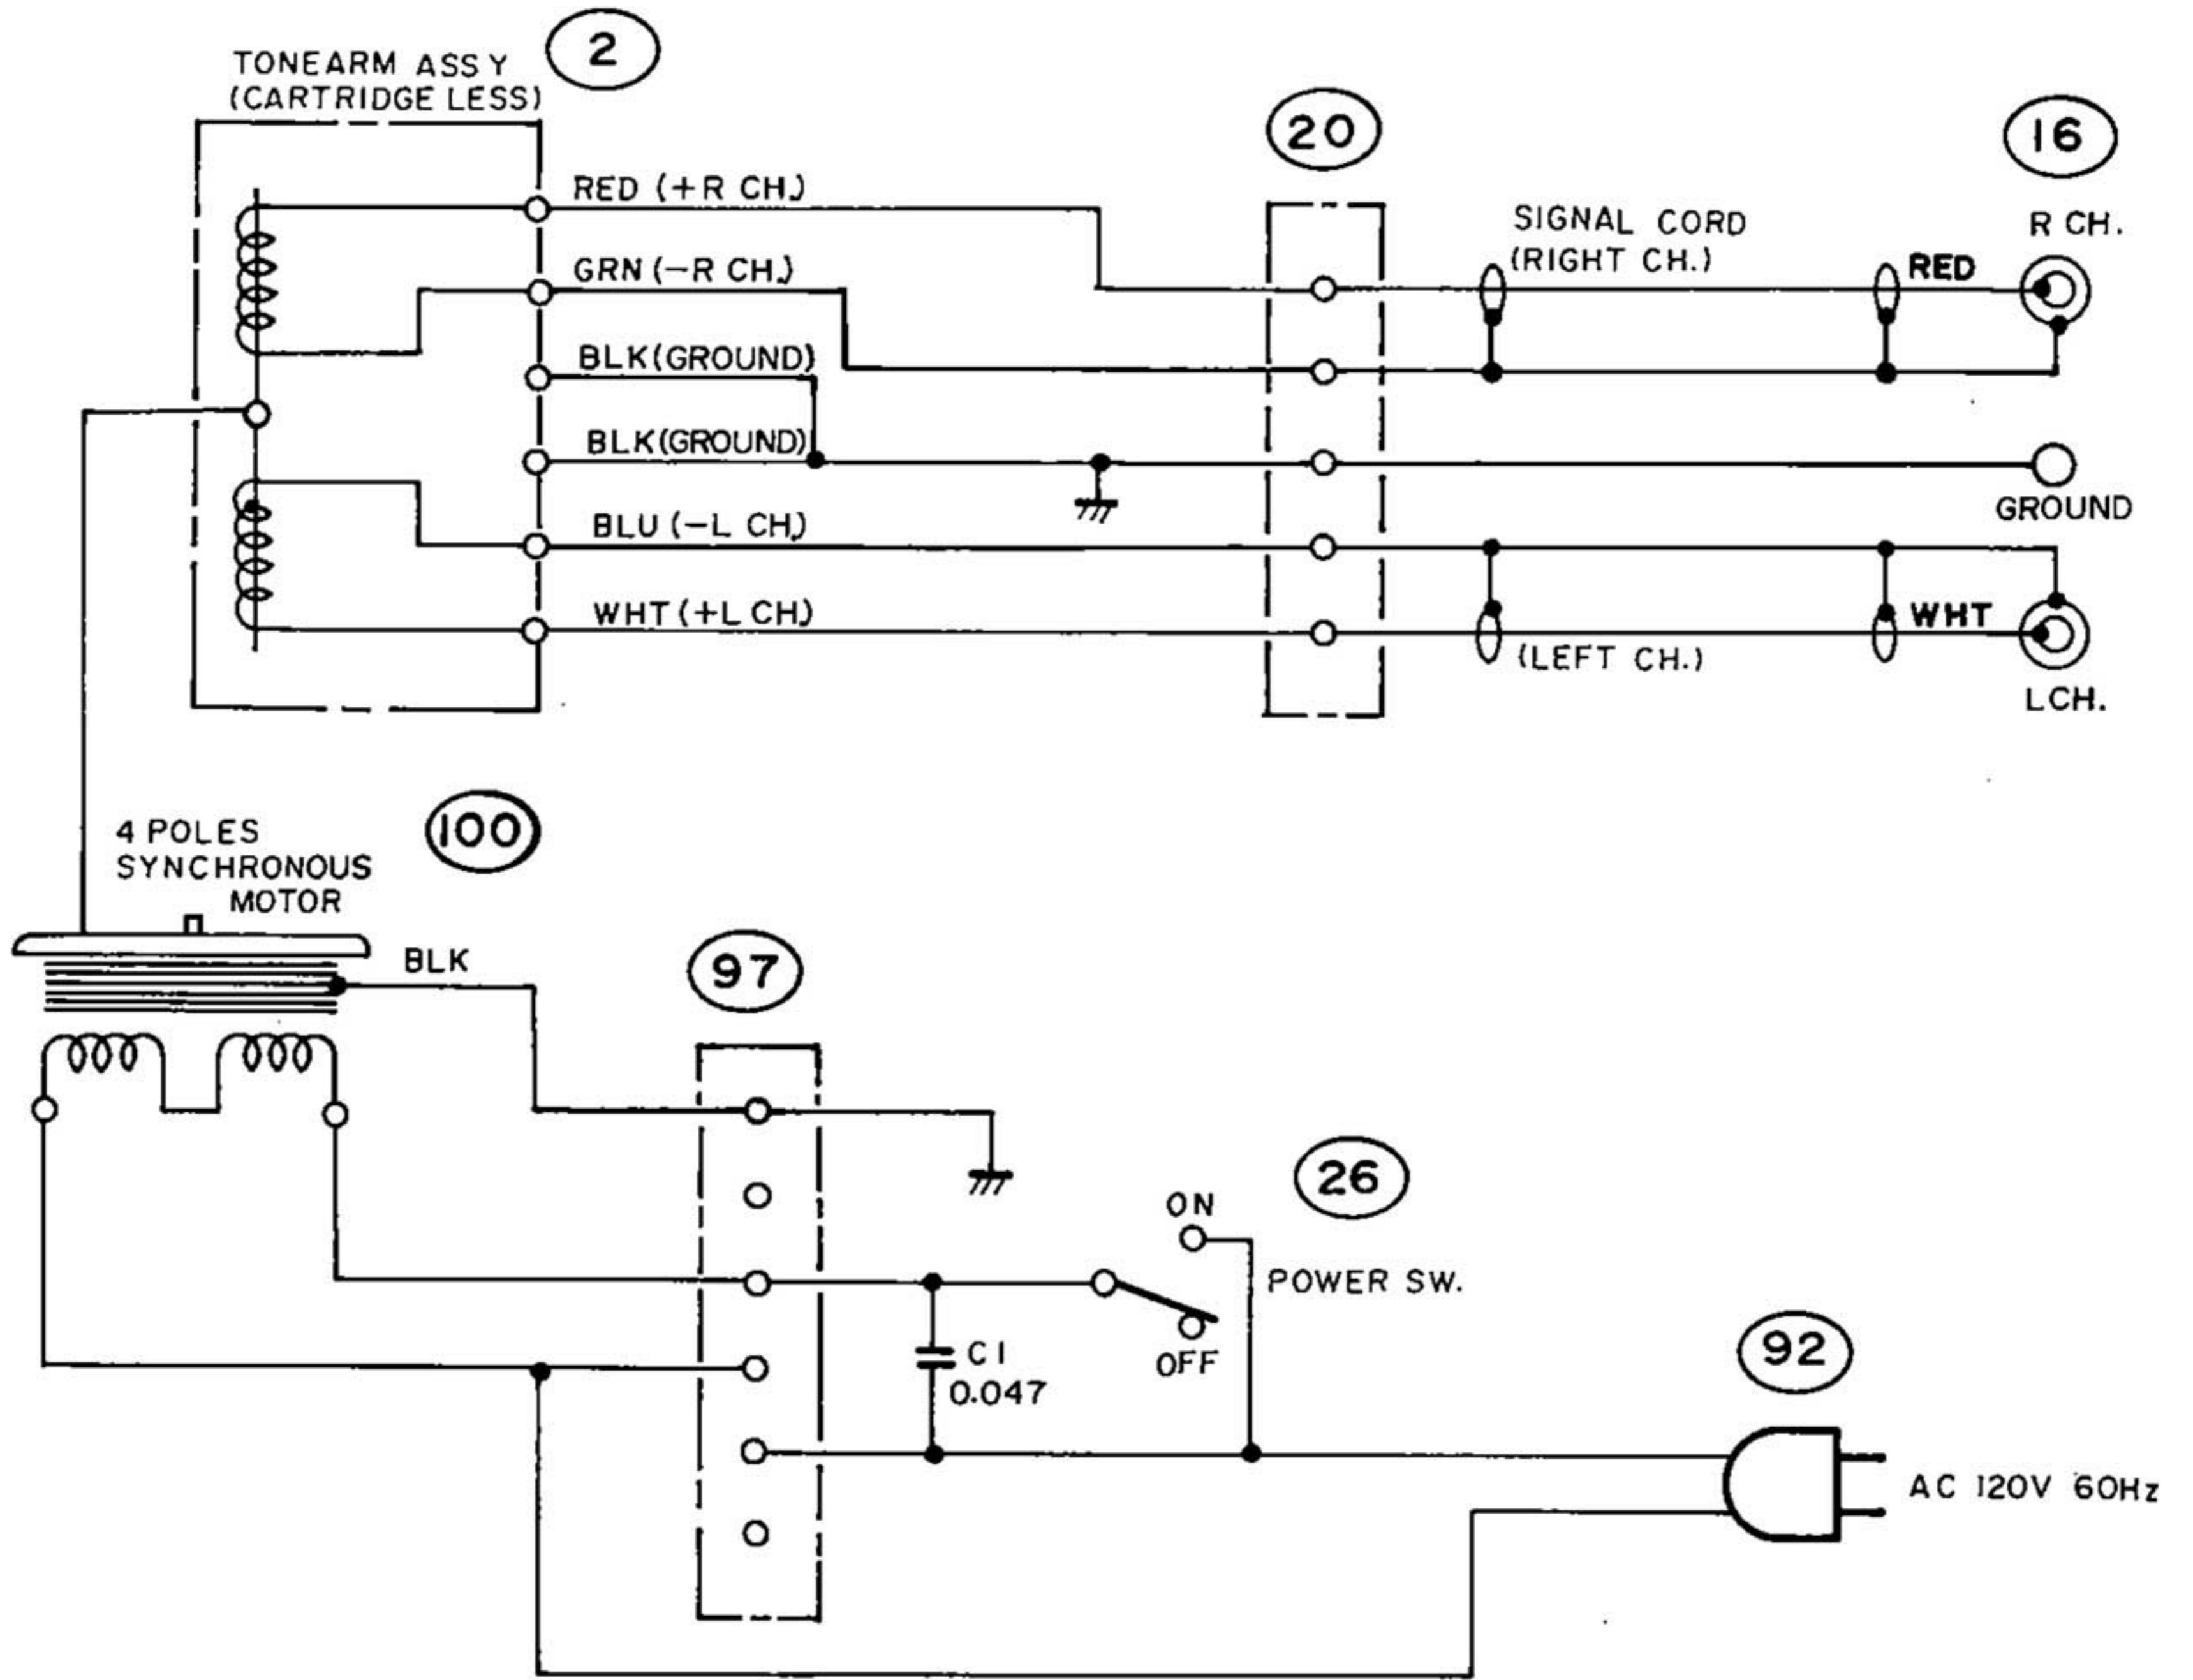 2
TONEARM ASSY
(CARTRIDGE LESS)
20
16
RED (+R CH.)
SIGNAL CORD
(RIGHT CH.)
R CH.
RED
GRN (-R CH.)
BLK(GROUND)
BLK(GROUND)
GROUND
BLU (-L CH)
WHT (+L CH)
WHT
(LEFT CH.)
L CH.
100
4 POLES
SYNCHRONOUS
MOTOR
BLK
97
26
ON
POWER SW.
OFF
C1
0.047
92
AC 120V 60Hz